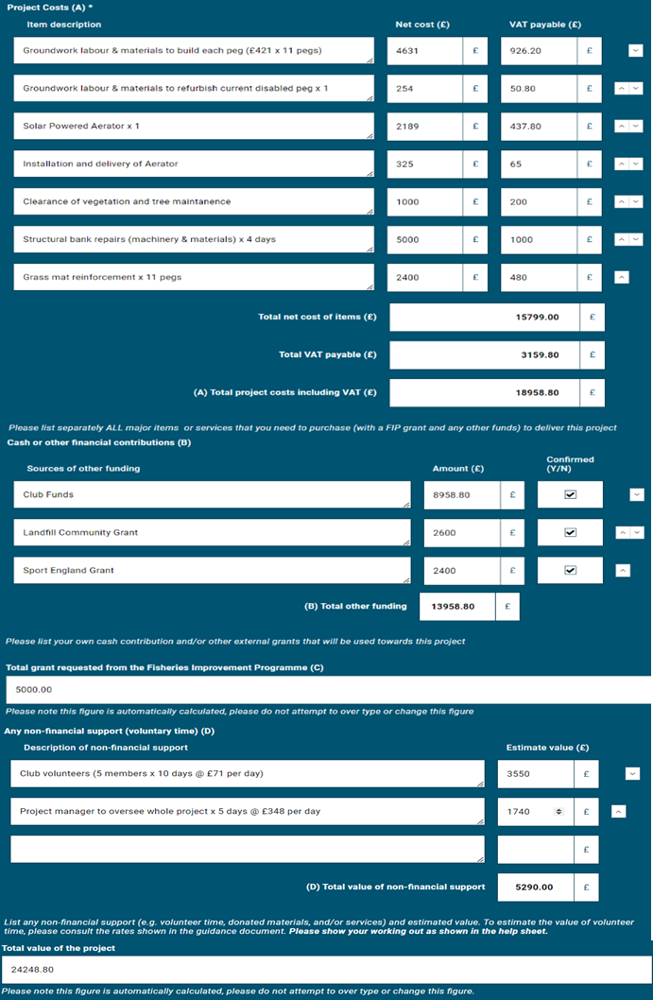 Project Costs (A) *
Item description Net cost (£) VAT payable (£)
Groundwork labour & materials to build each peg (£421 x 11 pegs) 4631 £ 926.20 £
Groundwork labour & materials to refurbish current disabled peg x 1 254 £ 50.80 £
Solar Powered Aerator x 1 2189 £ 437.80 £
Installation and delivery of Aerator 325 £ 65 £
Clearance of vegetation and tree maintanence 1000 £ 200 £
Structural bank repairs (machinery & materials) x 4 days 5000 £ 1000 £
Grass mat reinforcement x 11 pegs 2400 £ 480 £
Total net cost of items (£) 15799.00 £
Total VAT payable (£) 3159.80 £
(A) Total project costs including VAT (£) 18958.80 £
Please list separately ALL major items or services that you need to purchase (with a FIP grant and any other funds) to deliver this project
Cash or other financial contributions (B)
Sources of other funding Amount (£) Confirmed (Y/N)
Club Funds 8958.80 £
Landfill Community Grant 2600 £
Sport England Grant 2400 £
(B) Total other funding 13958.80 £
Please list your own cash contribution and/or other external grants that will be used towards this project
Total grant requested from the Fisheries Improvement Programme (C)
5000.00
Please note this figure is automatically calculated, please do not attempt to over type or change this figure
Any non-financial support (voluntary time) (D)
Description of non-financial support Estimate value (£)
Club volunteers (5 members x 10 days @ £71 per day) 3550 £
Project manager to oversee whole project x 5 days @ £348 per day 1740 £
£
(D) Total value of non-financial support 5290.00 £
List any non-financial support (e.g. volunteer time, donated materials, and/or services) and estimated value. To estimate the value of volunteer
time, please consult the rates shown in the guidance document. Please show your working out as shown in the help sheet.
Total value of the project
24248.80
Please note this figure is automatically calculated, please do not attempt to over type or change this figure.